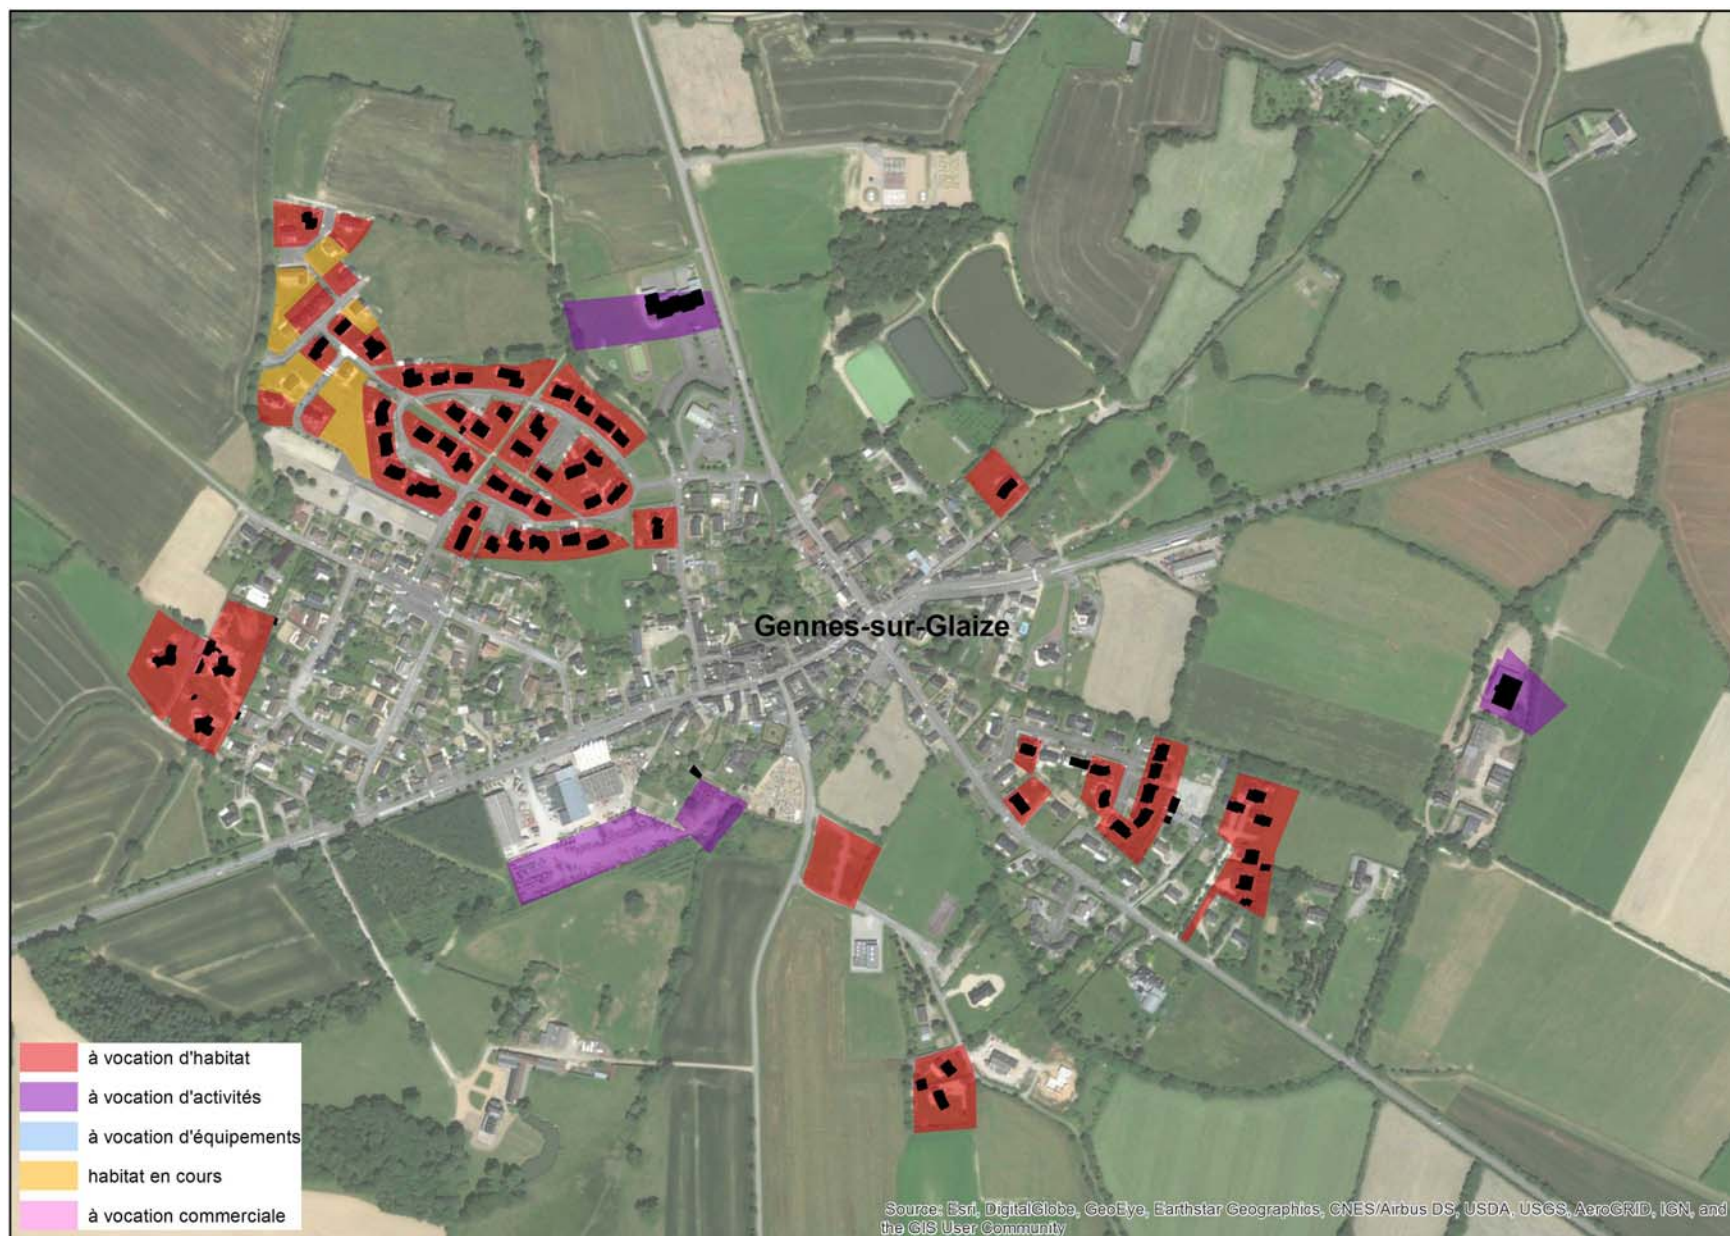 Gennes-sur-Glaize
à vocation d'habitat
à vocation d'activités
à vocation d'équipements
habitat en cours
à vocation commerciale
Source: Esri, DigitalGlobe, GeoEye, Earthstar Geographics, CNES/Airbus DS, USDA, USGS, AeroGRID, IGN, and
the GIS User Community